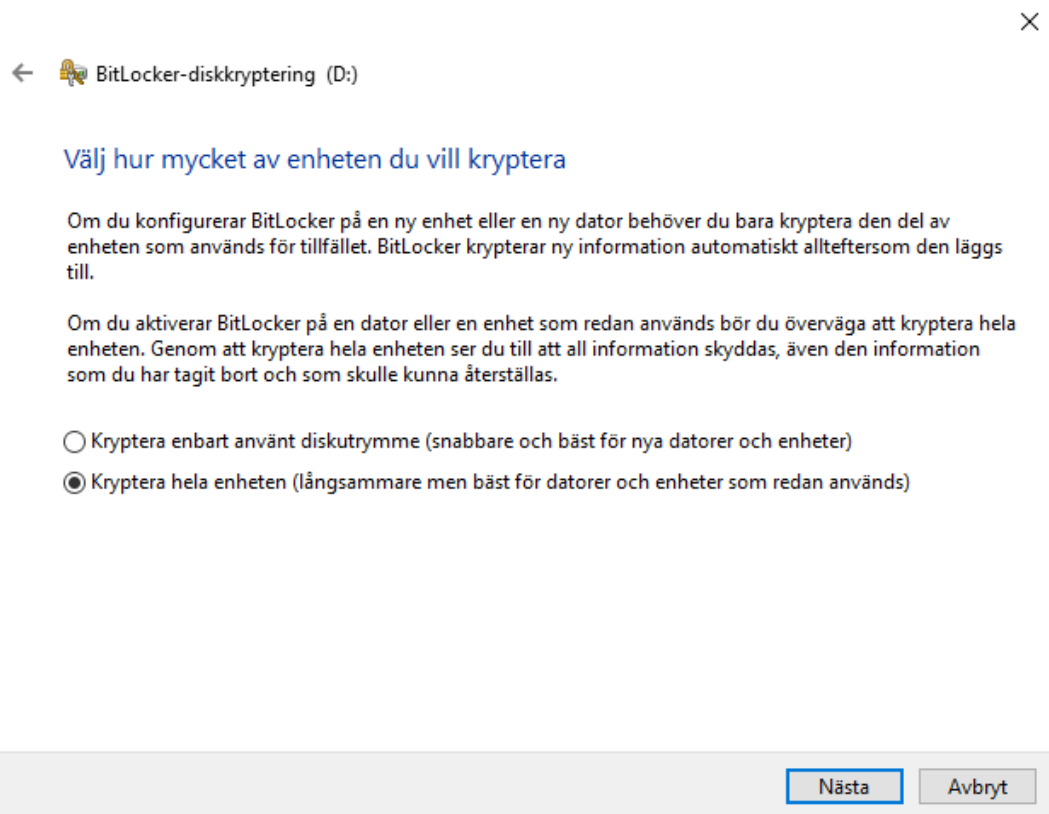 BitLocker-diskkryptering (D:)
Välj hur mycket av enheten du vill kryptera
Om du konfigurerar BitLocker på en ny enhet eller en ny dator behöver du bara kryptera den del av
enheten som används för tillfället. BitLocker krypterar ny information automatiskt allteftersom den läggs
till.
Om du aktiverar BitLocker på en dator eller en enhet som redan används bör du överväga att kryptera hela
enheten. Genom att kryptera hela enheten ser du till att all information skyddas, även den information
som du har tagit bort och som skulle kunna återställas.
Kryptera enbart använt diskutrymme (snabbare och bäst för nya datorer och enheter)
Kryptera hela enheten (långsammare men bäst för datorer och enheter som redan används)
Nästa Avbryt